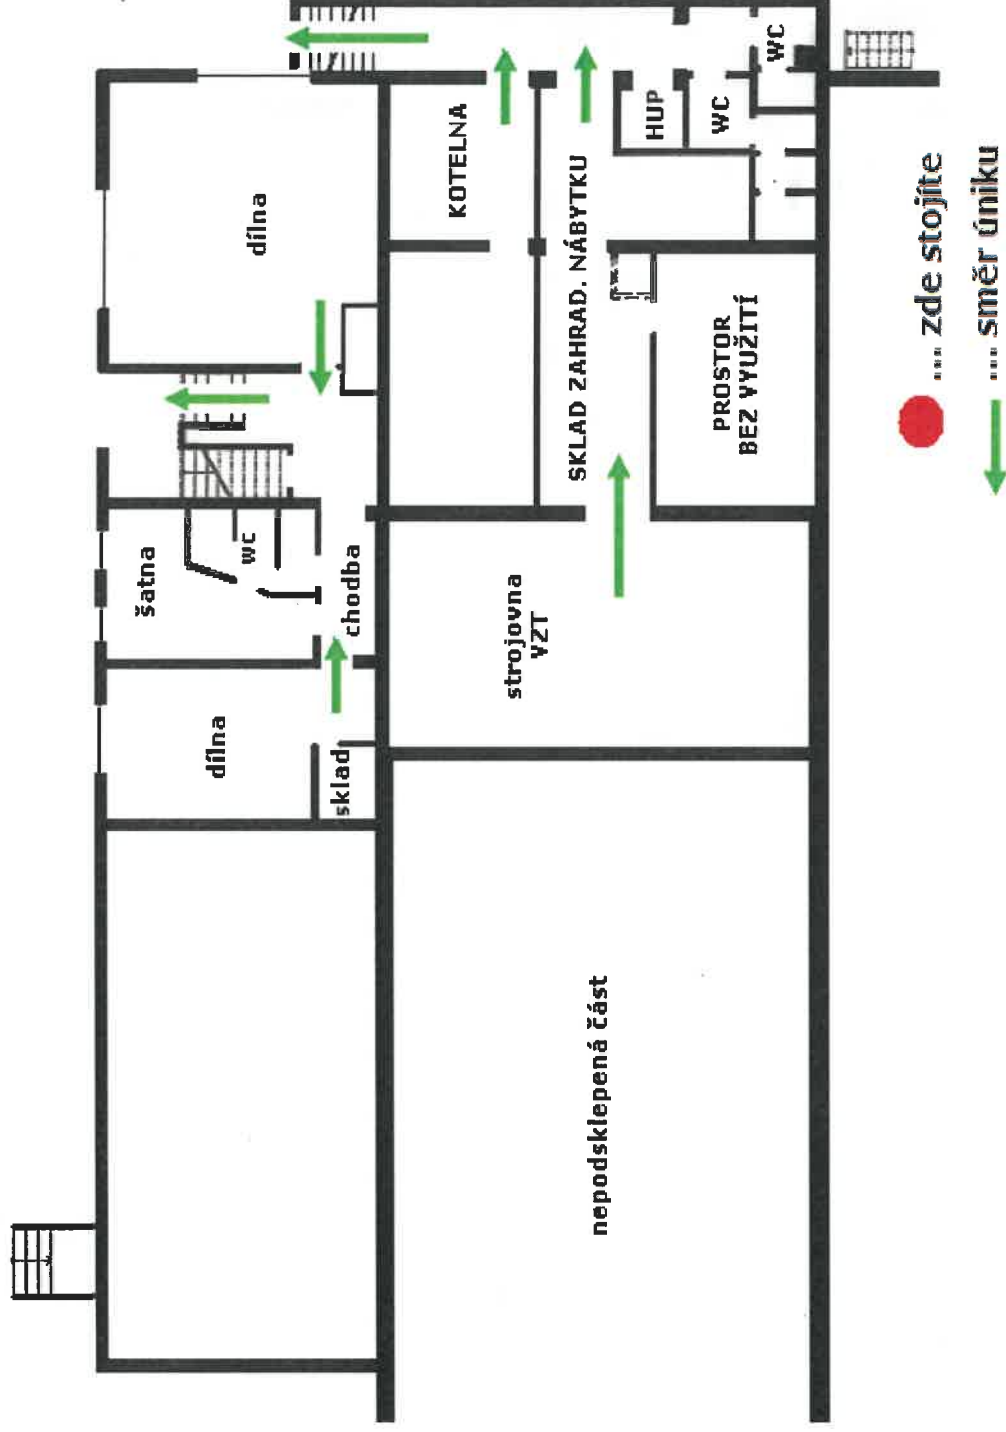 šatna
dílna
WC
dílna
sklad
chodba
KOTELNA
strojovna
VZT
SKLAD ZAHRAD. NÁBYTKU
nepodsklepená část
HUP
WC
PROSTOR
BEZ VYUŽITÍ
WC
... zde stojíte
... směr úniku